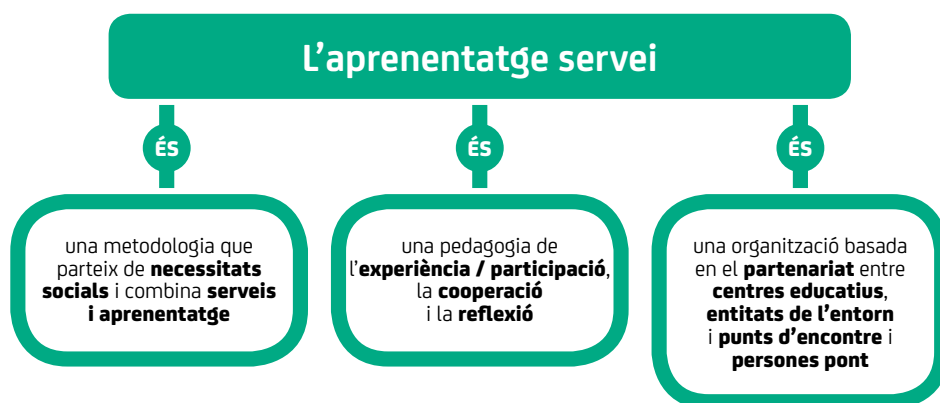 L’aprenentatge servei
ÉS
ÉS
ÉS
una metodologia que
parteix de necessitats
socials i combina serveis
i aprenentatge
una pedagogia de
l’experiència / participació,
la cooperació
i la reflexió
una organització basada
en el partenariat entre
centres educatius,
entitats de l’entorn
i punts d’encontre i
persones pont